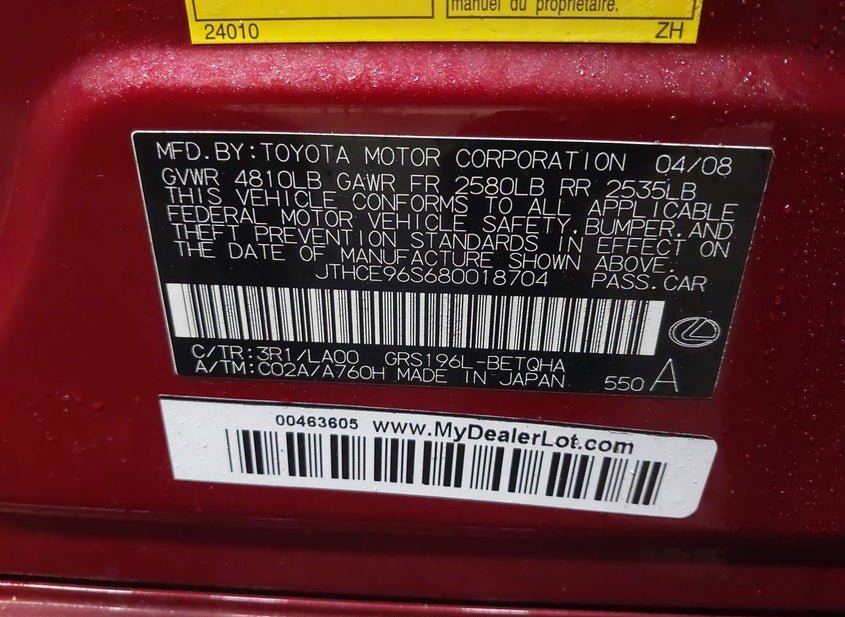 manuel du propriétaire.
24010 ZH
MFD.BY:TOYOTA MOTOR CORPORATION 04/08
GVWR 4810LB GAWR FR 2580LB RR 2535LB
THIS VEHICLE CONFORMS TO ALL APPLICABLE
FEDERAL MOTOR VEHICLE SAFETY,BUMPER,AND
THEFT PREVENTION STANDARDS IN EFFECT ON
THE DATE OF MANUFACTURE SHOWN ABOVE.
JTHCE96S680018704 PASS.CAR
C/TR:3R1/LA00 GRS196L-BETQHA
A/TM:C02A/A760H MADE IN JAPAN 550 A
00463605 www.MyDealerLot.com